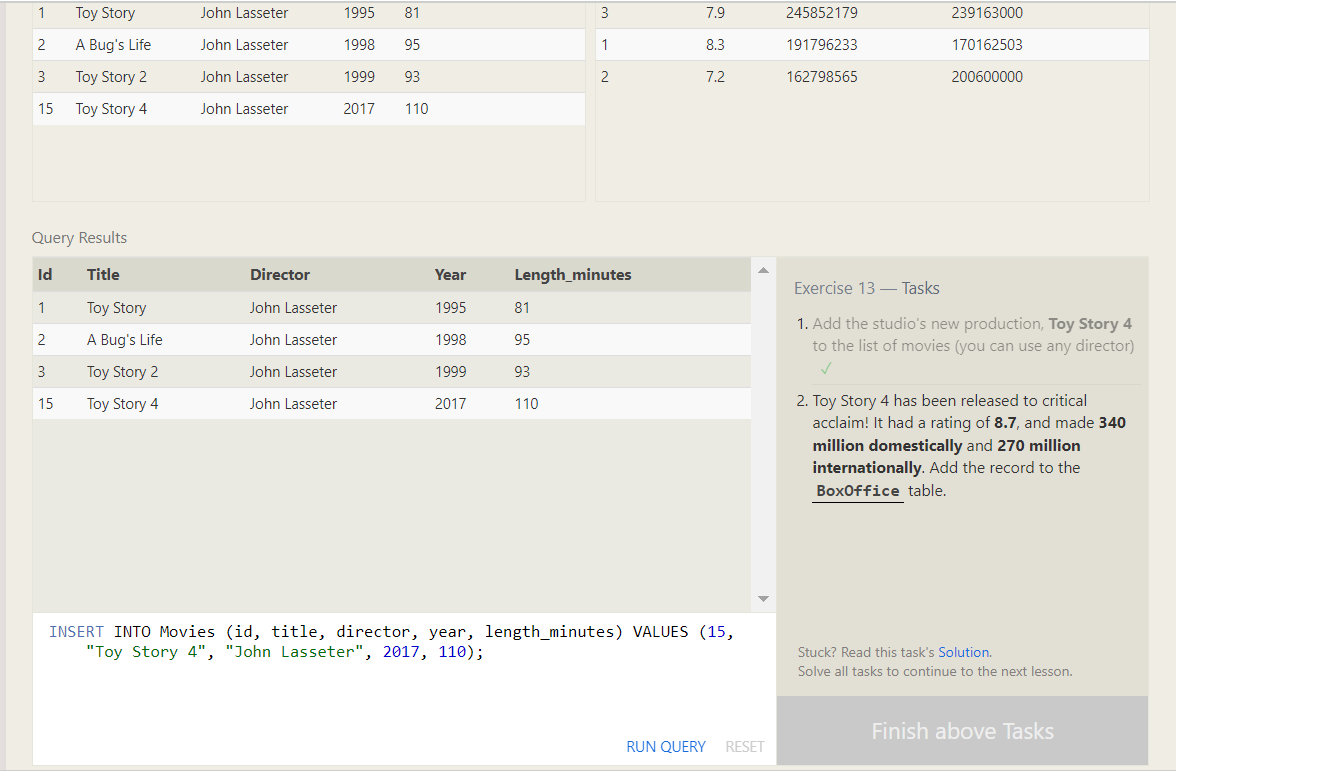 1 Toy Story John Lasseter 1995 81
3 7.9 245852179 239163000
2 A Bug's Life John Lasseter 1998 95
1 8.3 191796233 170162503
3 Toy Story 2 John Lasseter 1999 93
2 7.2 162798565 200600000
15 Toy Story 4 John Lasseter 2017 110
Query Results
Id Title Director Year Length_minutes
1 Toy Story John Lasseter 1995 81
2 A Bug's Life John Lasseter 1998 95
3 Toy Story 2 John Lasseter 1999 93
15 Toy Story 4 John Lasseter 2017 110
Exercise 13 — Tasks
1. Add the studio's new production, Toy Story 4
to the list of movies (you can use any director)
✓
2. Toy Story 4 has been released to critical
acclaim! It had a rating of 8.7, and made 340
million domestically and 270 million
internationally. Add the record to the
BoxOffice table.
INSERT INTO Movies (id, title, director, year, length_minutes) VALUES (15,
"Toy Story 4", "John Lasseter", 2017, 110);
RUN QUERY RESET
Stuck? Read this task's Solution.
Solve all tasks to continue to the next lesson.
Finish above Tasks